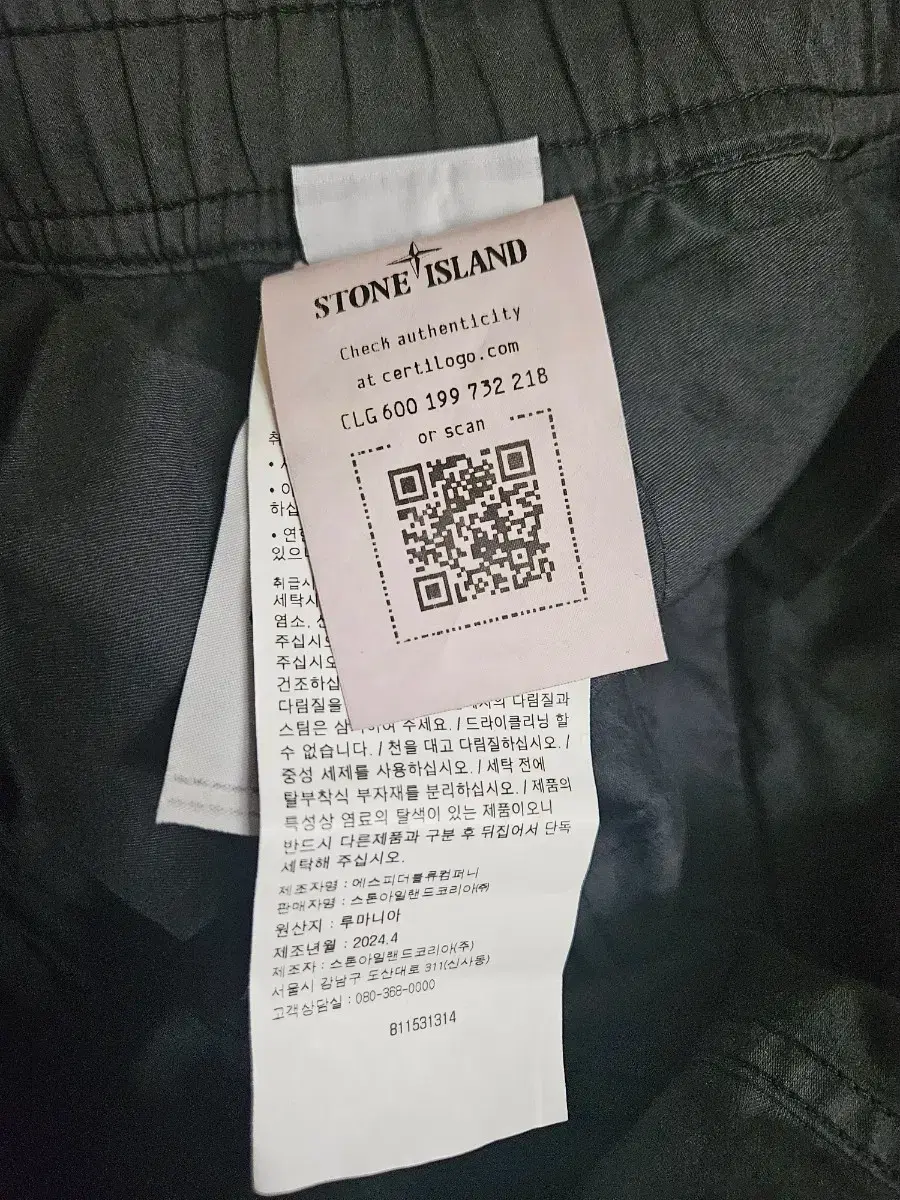 STONE ISLAND
Check authenticity
at certilogo.com
CLG 600 199 732 218
or scan
취
•
•
하십
• 연한
있으
취급시
세탁시
염소,
주십시오
주십시오
건조하십
다림질을 다림질과
스팀은 주세요. / 드라이클리닝 할
수 없습니다. / 천을 대고 다림질하십시오. /
중성 세제를 사용하십시오. / 세탁 전에
탈부착식 부자재를 분리하십시오. / 제품의
특성상 염료의 탈색이 있는 제품이오니
반드시 다른제품과 구분 후 뒤집어서 단독
세탁해 주십시오.
제조자명 : 에스피더블류컴퍼니
판매자명 : 스톤아일랜드코리아㈜
원산지 : 루마니아
제조년월 : 2024.4
제조자 : 스톤아일랜드코리아(주)
서울시 강남구 도산대로 311(신사동)
고객상담실 : 080-368-0000
811531314